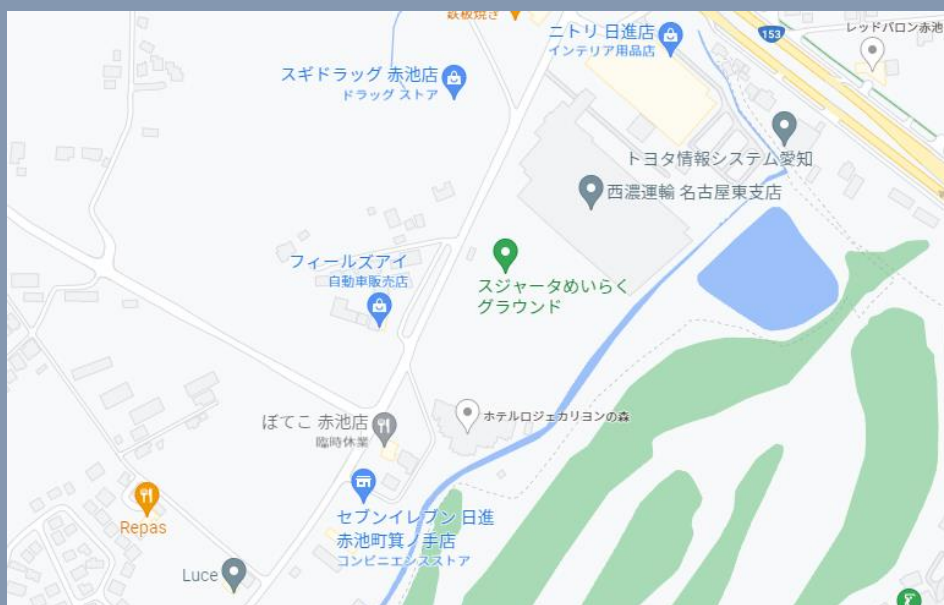 鉄板焼き
ニトリ 日進店
インテリア用品店
153
レッドバロン赤池
スギドラッグ 赤池店
ドラッグ ストア
トヨタ情報システム愛知
西濃運輸 名古屋東支店
フィールズアイ
自動車販売店
スジャータめいらく
グラウンド
ぼてこ 赤池店
臨時休業
ホテルロジェカリヨンの森
Repas
セブンイレブン 日進
赤池町箕ノ手店
コンビニエンスストア
Luce